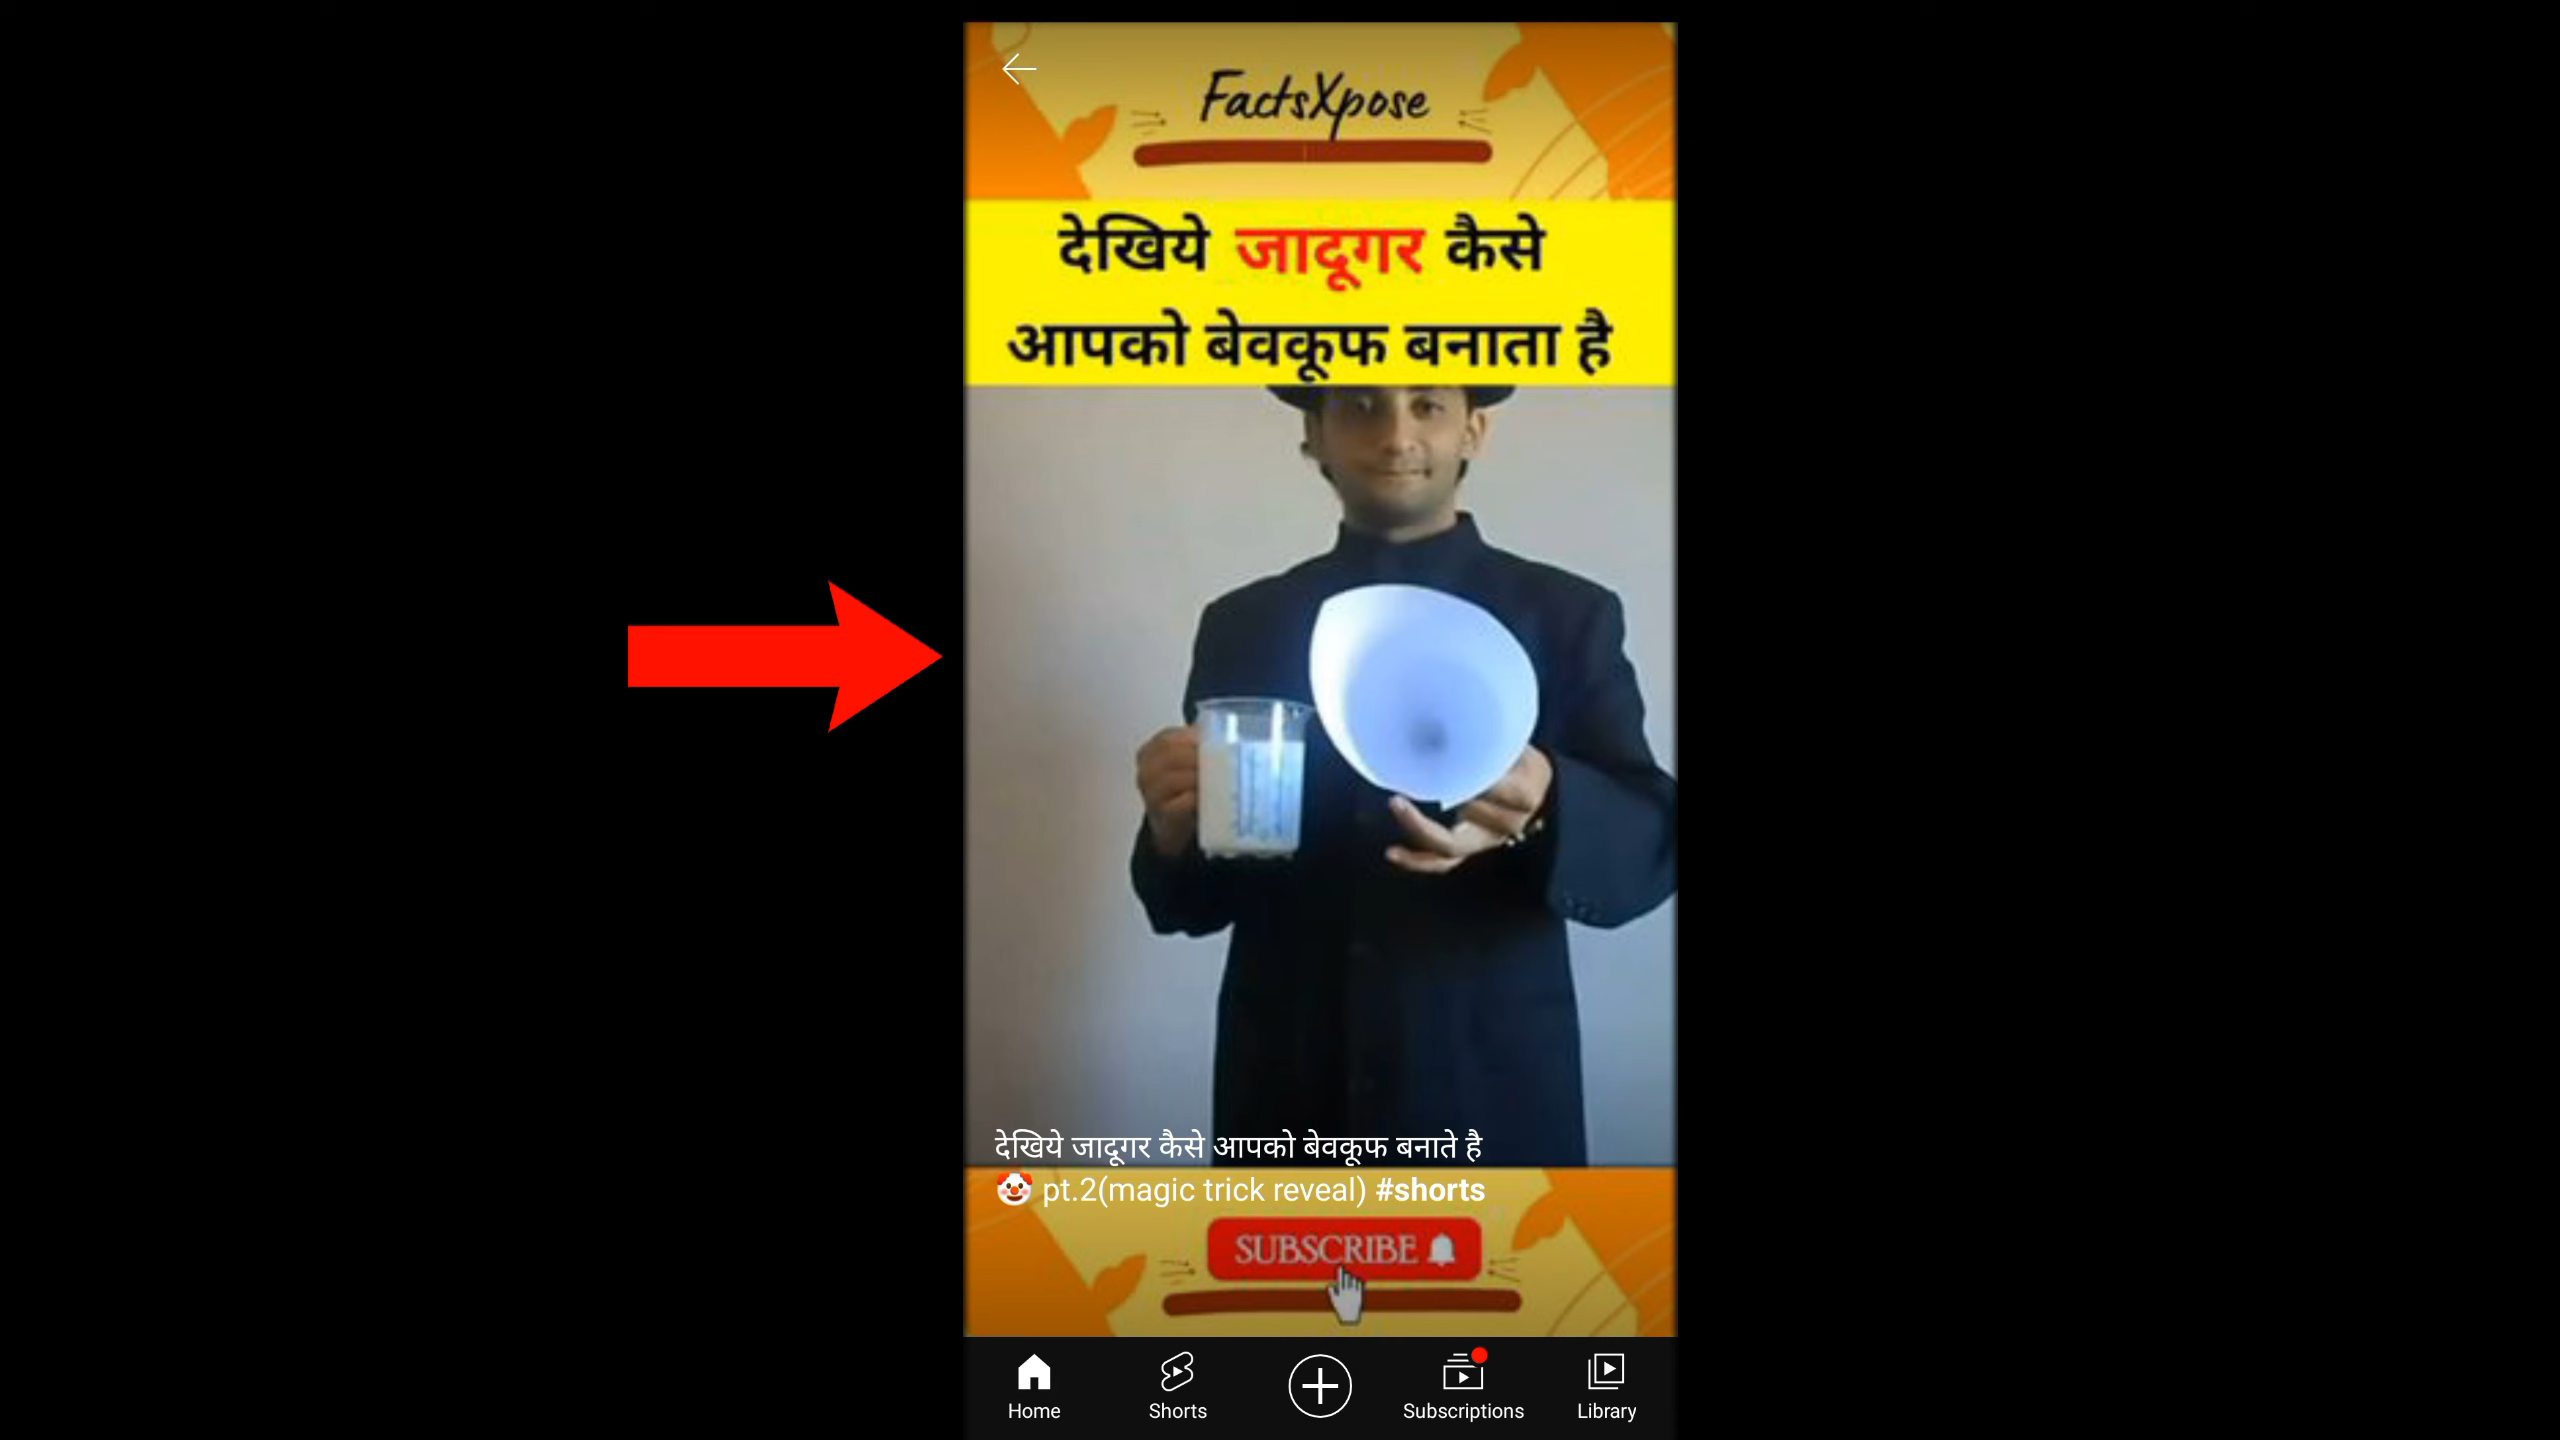 FactsXpose
देखिये जादूगर कैसे
आपको बेवकूफ बनाता है
देखिये जादूगर कैसे आपको बेवकूफ बनाते है
🤡 pt.2(magic trick reveal) #shorts
SUBSCRIBE
Home
Shorts
Subscriptions
Library